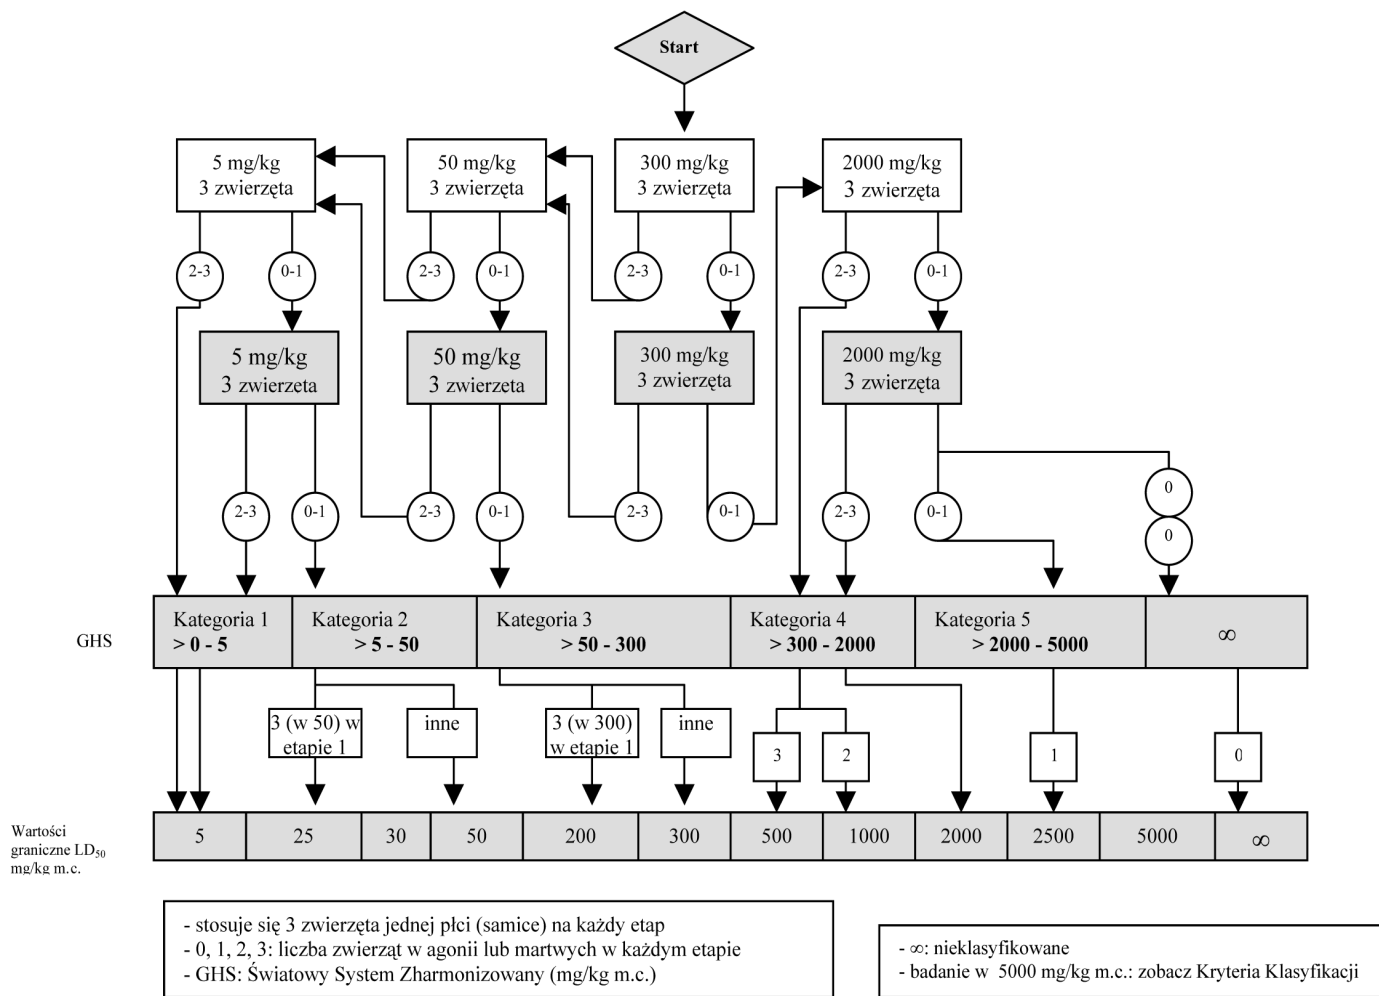 Start
5 mg/kg
3 zwierzęta
50 mg/kg
3 zwierzęta
300 mg/kg
3 zwierzęta
2000 mg/kg
3 zwierzęta
2-3
0-1
2-3
0-1
2-3
0-1
2-3
0-1
5 mg/kg
3 zwierzeta
50 mg/kg
3 zwierzeta
300 mg/kg
3 zwierzęta
2000 mg/kg
3 zwierzęta
2-3
0-1
2-3
0-1
2-3
0-1
2-3
0-1
0
0
GHS
Kategoria 1
> 0 - 5
Kategoria 2
> 5 - 50
Kategoria 3
> 50 - 300
Kategoria 4
> 300 - 2000
Kategoria 5
> 2000 - 5000
∞
3 (w 50) w
etapie 1
inne
3 (w 300)
w etapie 1
inne
3
2
1
0
Wartości
graniczne LD50
mg/kg m.c.
5
25
30
50
200
300
500
1000
2000
2500
5000
∞
- stosuje się 3 zwierzęta jednej płci (samice) na każdy etap
- 0, 1, 2, 3: liczba zwierząt w agonii lub martwych w każdym etapie
- GHS: Światowy System Zharmonizowany (mg/kg m.c.)
- ∞: nieklasyfikowane
- badanie w 5000 mg/kg m.c.: zobacz Kryteria Klasyfikacji